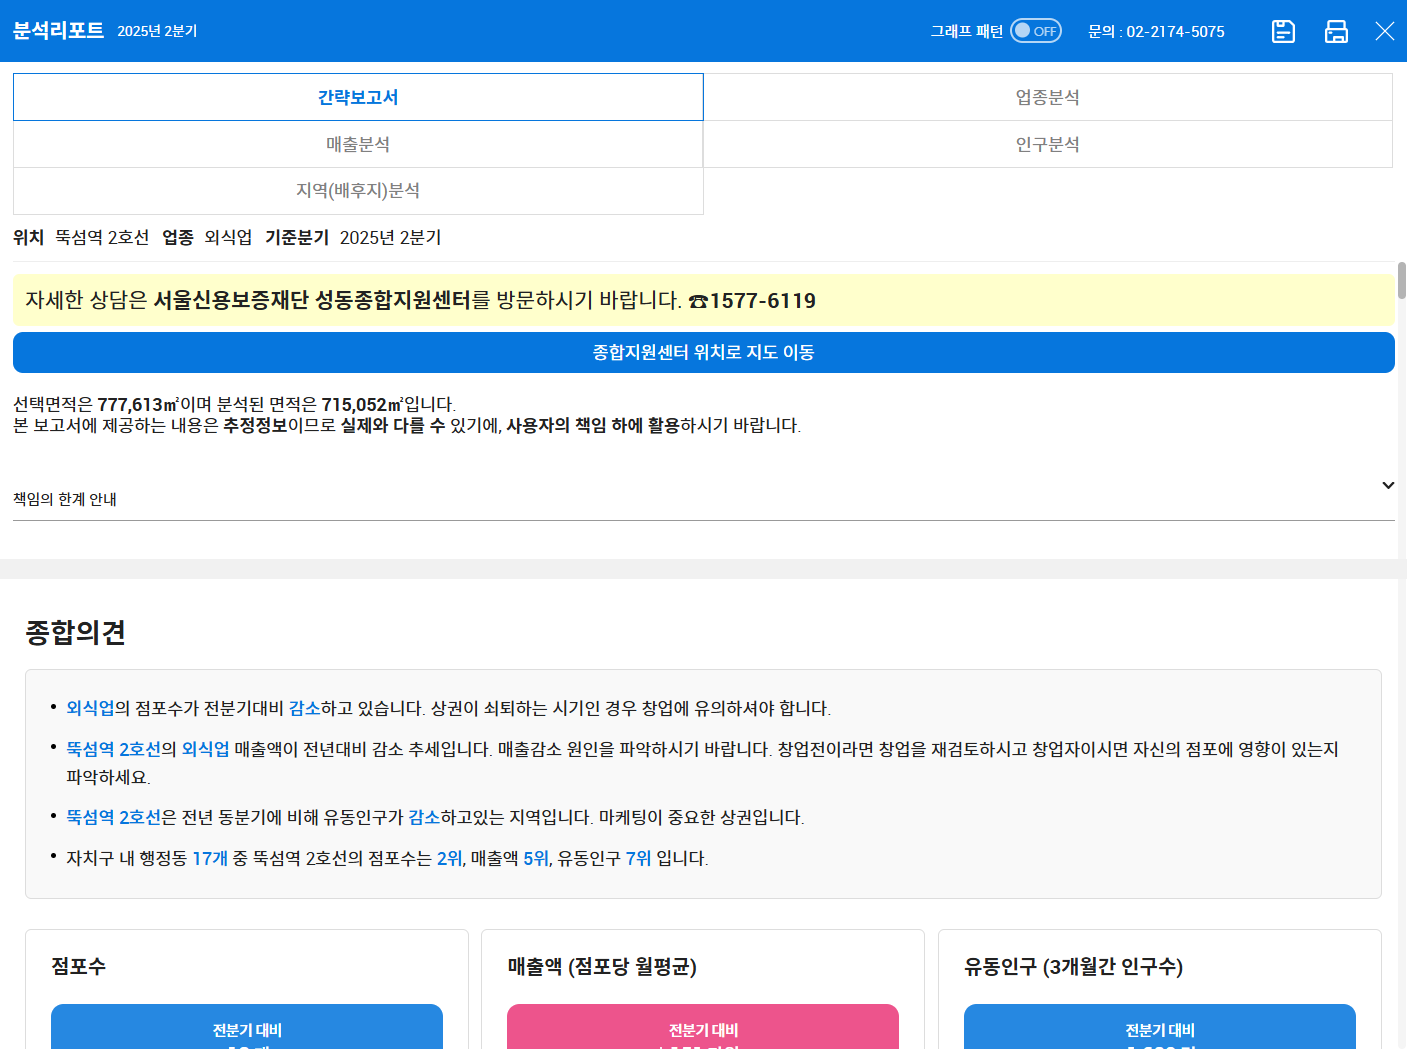 분석리포트 2025년 2분기 그래프 패턴 OFF 문의 : 02-2174-5075
간략보고서 업종분석
매출분석 인구분석
지역(배후지)분석
위치 뚝섬역 2호선 업종 외식업 기준분기 2025년 2분기
자세한 상담은 서울신용보증재단 성동종합지원센터를 방문하시기 바랍니다. ☎1577-6119
종합지원센터 위치로 지도 이동
선택면적은 777,613㎡이며 분석된 면적은 715,052㎡입니다.
본 보고서에 제공하는 내용은 추정정보이므로 실제와 다를 수 있기에, 사용자의 책임 하에 활용하시기 바랍니다.
책임의 한계 안내
종합의견
• 외식업의 점포수가 전분기대비 감소하고 있습니다. 상권이 쇠퇴하는 시기인 경우 창업에 유의하셔야 합니다.
• 뚝섬역 2호선의 외식업 매출액이 전년대비 감소 추세입니다. 매출감소 원인을 파악하시기 바랍니다. 창업전이라면 창업을 재검토하시고 창업자이시면 자신의 점포에 영향이 있는지
파악하세요.
• 뚝섬역 2호선은 전년 동분기에 비해 유동인구가 감소하고있는 지역입니다. 마케팅이 중요한 상권입니다.
• 자치구 내 행정동 17개 중 뚝섬역 2호선의 점포수는 2위, 매출액 5위, 유동인구 7위 입니다.
점포수 매출액 (점포당 월평균) 유동인구 (3개월간 인구수)
전분기 대비 전분기 대비 전분기 대비